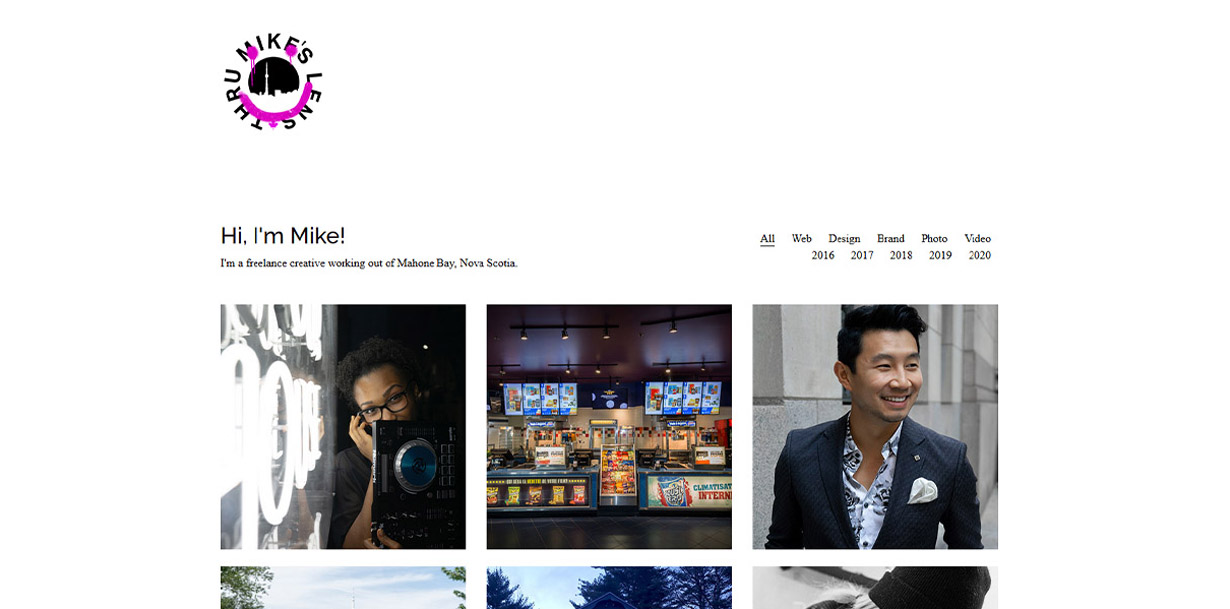 THRU MIKE'S LENS
Hi, I'm Mike!
I'm a freelance creative working out of Mahone Bay, Nova Scotia.
All Web Design Brand Photo Video
2016 2017 2018 2019 2020
CLIMATISAT
INTERN